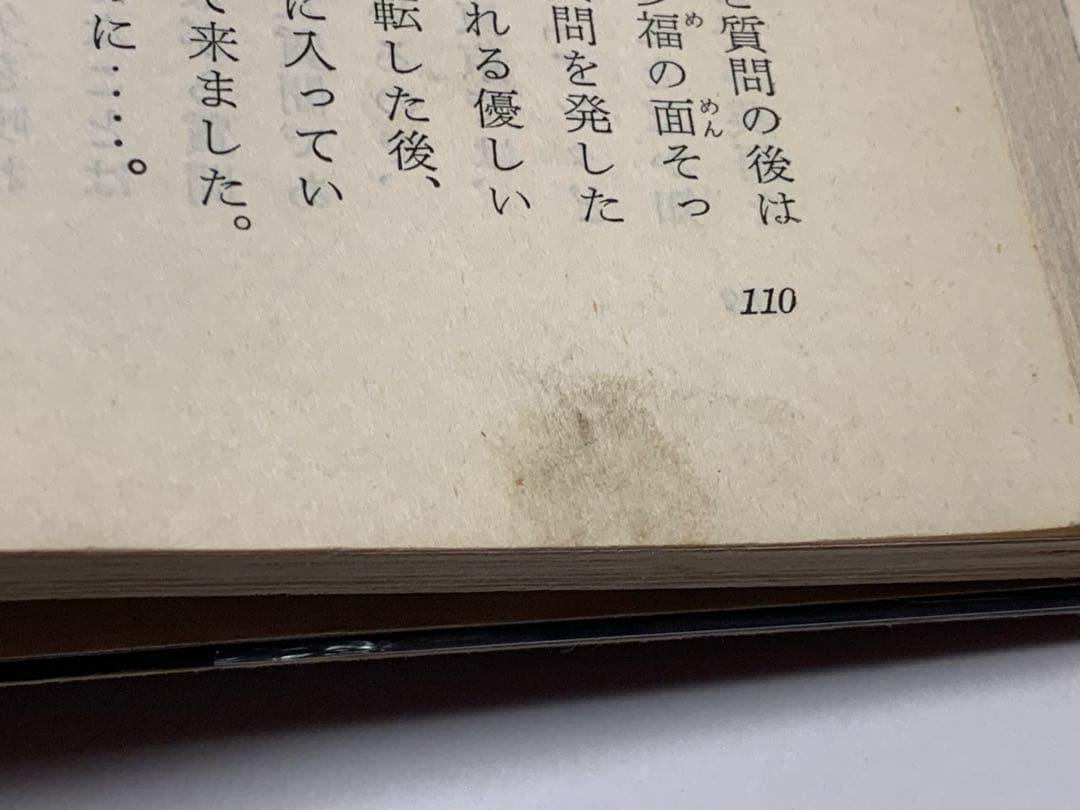 質問の後は
福の面そっ
問を発した
れる優しい
転した後、
に入ってい
来ました。
に……。
110